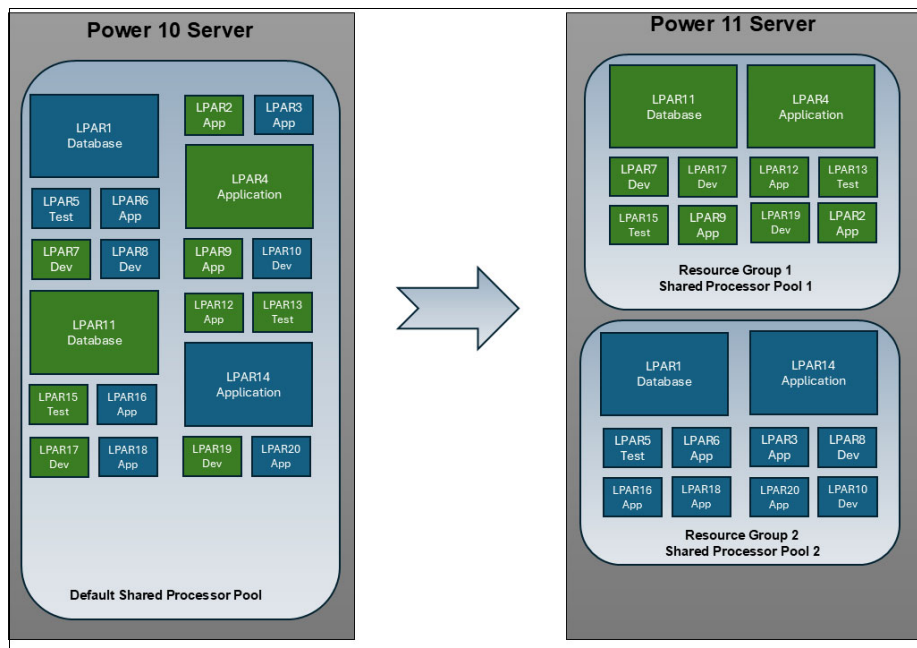 Power 10 Server
LPAR1
Database
LPAR2
App
LPAR3
App
LPAR4
Application
LPAR5
Test
LPAR6
App
LPAR7
Dev
LPAR8
Dev
LPAR9
App
LPAR10
Dev
LPAR11
Database
LPAR12
App
LPAR13
Test
LPAR14
Application
LPAR15
Test
LPAR16
App
LPAR17
Dev
LPAR18
App
LPAR19
Dev
LPAR20
App
Default Shared Processor Pool
Power 11 Server
LPAR11
Database
LPAR4
Application
LPAR7
Dev
LPAR17
Dev
LPAR12
App
LPAR13
Test
LPAR15
Test
LPAR9
App
LPAR19
Dev
LPAR2
App
Resource Group 1
Shared Processor Pool 1
LPAR1
Database
LPAR14
Application
LPAR5
Test
LPAR6
App
LPAR3
App
LPAR8
Dev
LPAR16
App
LPAR18
App
LPAR20
App
LPAR10
Dev
Resource Group 2
Shared Processor Pool 2